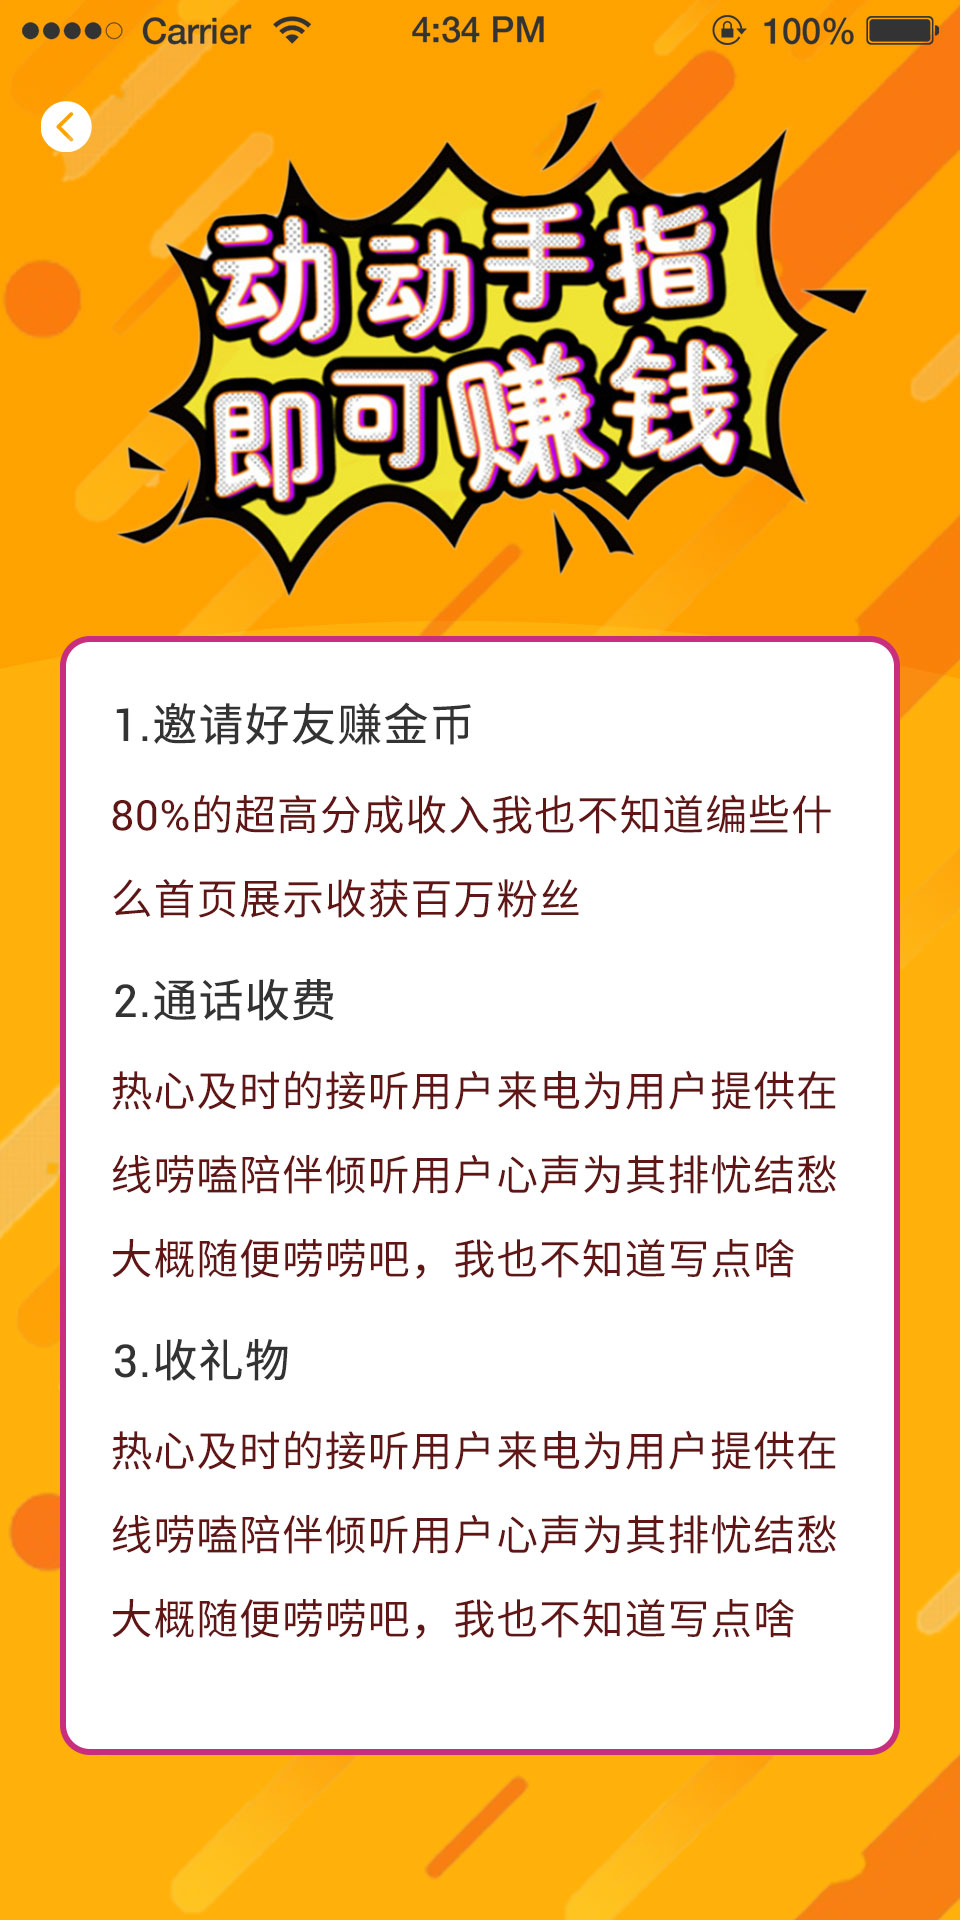 Carrier 4:34 PM 100%
动动手指
即可赚钱
1.邀请好友赚金币
80%的超高分成收入我也不知道编些什
么首页展示收获百万粉丝
2.通话收费
热心及时的接听用户来电为用户提供在
线唠嗑陪伴倾听用户心声为其排忧结愁
大概随便唠唠吧，我也不知道写点啥
3.收礼物
热心及时的接听用户来电为用户提供在
线唠嗑陪伴倾听用户心声为其排忧结愁
大概随便唠唠吧，我也不知道写点啥